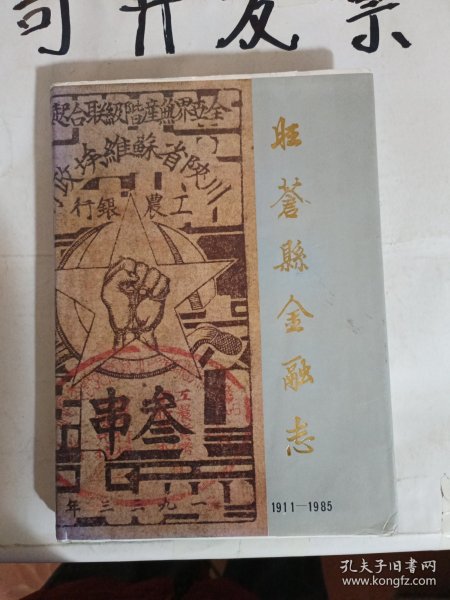 可开发票
全世界無產階級聯合起
川陝省蘇維埃政
工農銀行
叁串
一九三三年
旺蒼縣金融志
1911—1985
孔夫子旧书网
www.kongfz.com